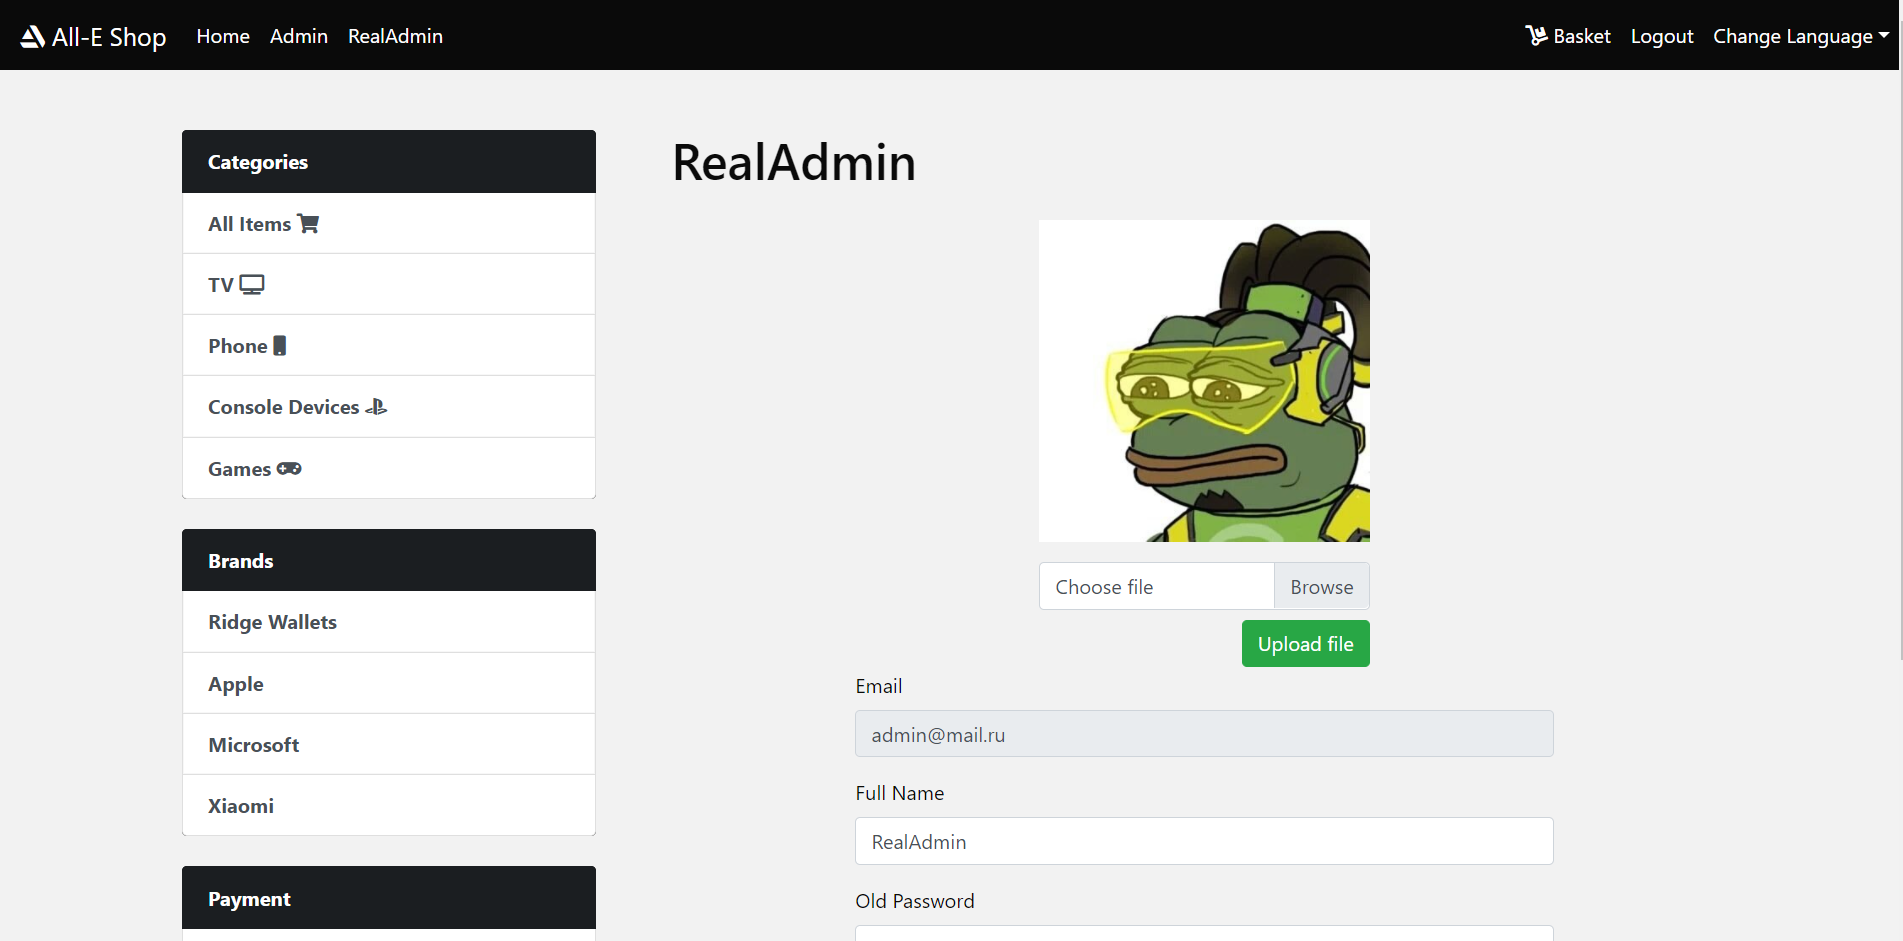 All-E Shop Home Admin RealAdmin Basket Logout Change Language
Categories
All Items
TV
Phone
Console Devices
Games
Brands
Ridge Wallets
Apple
Microsoft
Xiaomi
Payment
RealAdmin
Choose file Browse
Upload file
Email
admin@mail.ru
Full Name
RealAdmin
Old Password